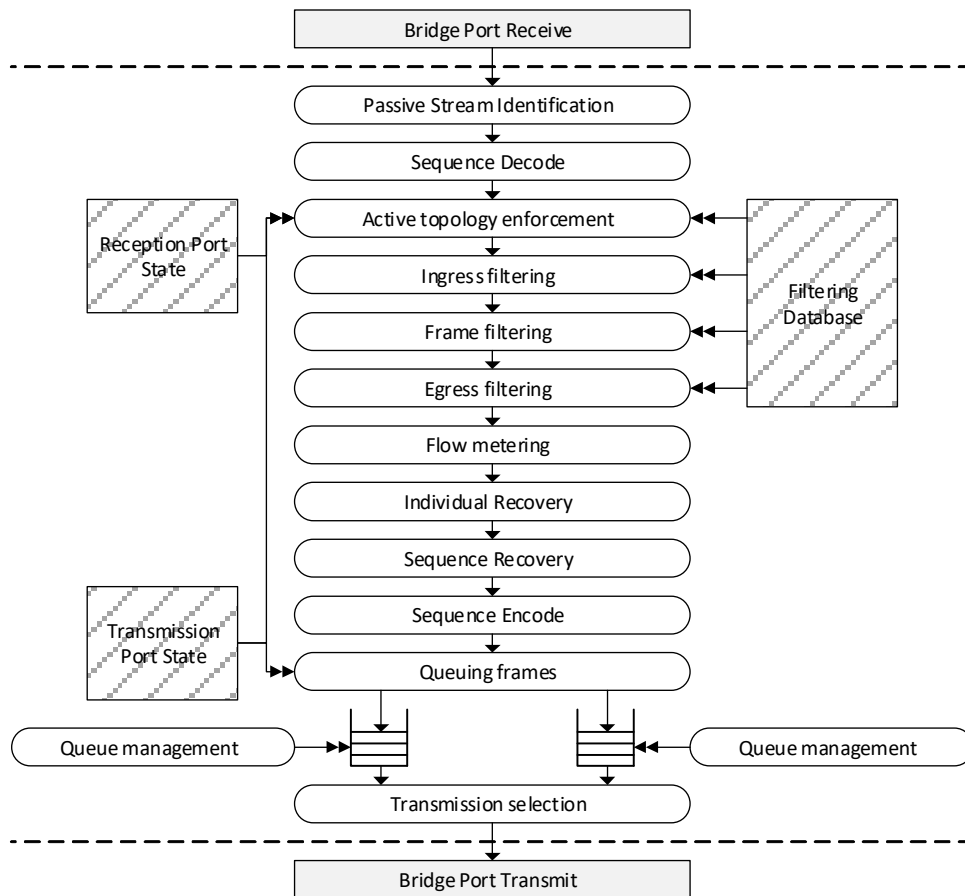 Bridge Port Receive
Passive Stream Identification
Sequence Decode
Active topology enforcement
Reception Port
State
Ingress filtering
Filtering
Database
Frame filtering
Egress filtering
Flow metering
Individual Recovery
Sequence Recovery
Sequence Encode
Transmission
Port State
Queuing frames
Queue management
Queue management
Transmission selection
Bridge Port Transmit